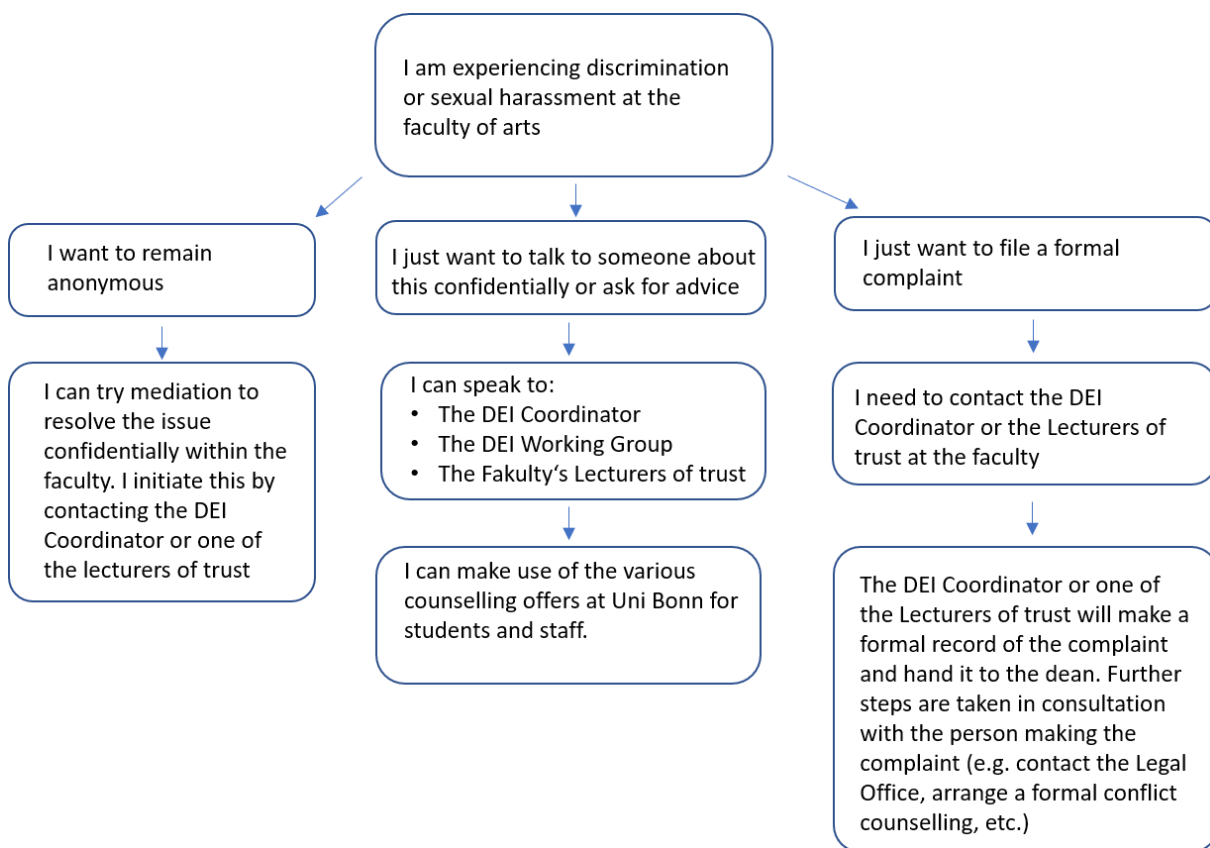 I am experiencing discrimination
or sexual harassment at the
faculty of arts
I want to remain
anonymous
I just want to talk to someone about
this confidentially or ask for advice
I just want to file a formal
complaint
I can try mediation to
resolve the issue
confidentially within the
faculty. I initiate this by
contacting the DEI
Coordinator or one of
the lecturers of trust
I can speak to:
• The DEI Coordinator
• The DEI Working Group
• The Fakulty‘s Lecturers of trust
I need to contact the DEI
Coordinator or the Lecturers of
trust at the faculty
I can make use of the various
counselling offers at Uni Bonn for
students and staff.
The DEI Coordinator or one of
the Lecturers of trust will make a
formal record of the complaint
and hand it to the dean. Further
steps are taken in consultation
with the person making the
complaint (e.g. contact the Legal
Office, arrange a formal conflict
counselling, etc.)